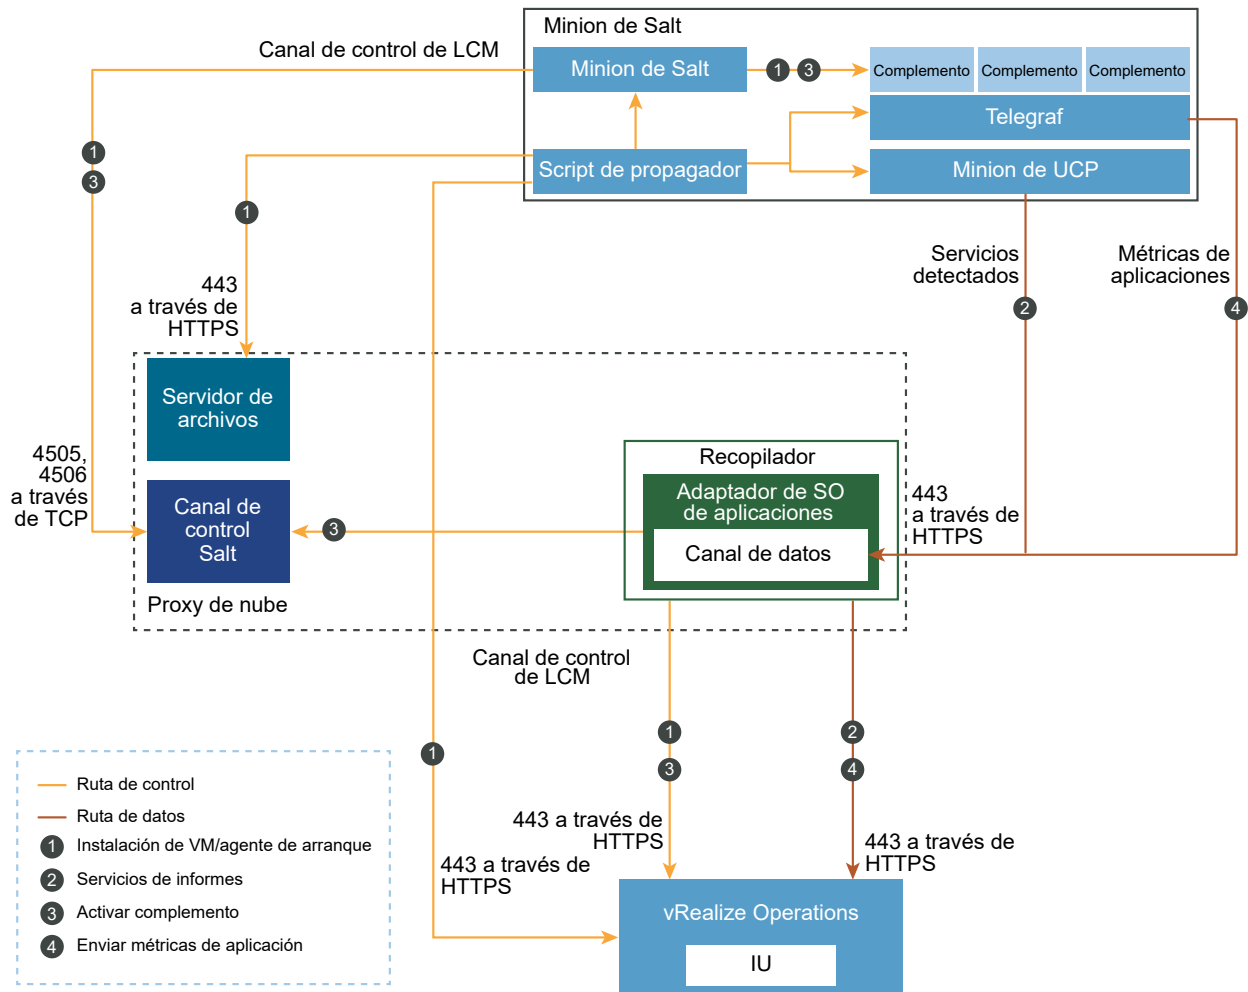 Minion de Salt
Canal de control de LCM
Minion de Salt
1
3
Complemento
Complemento
Complemento
Telegraf
Script de propagador
Minion de UCP
1
3
1
Servicios
detectados
Métricas de
aplicaciones
2
4
443
a través de
HTTPS
Servidor de
archivos
4505,
4506
a través
de TCP
Canal de
control
Salt
3
Recopilador
Adaptador de SO
de aplicaciones
Canal de datos
443
a través de
HTTPS
Proxy de nube
Canal de control
de LCM
1
1
3
2
4
443 a través de
HTTPS
443 a través de
HTTPS
443 a través de
HTTPS
vRealize Operations
IU
Ruta de control
Ruta de datos
1 Instalación de VM/agente de arranque
2 Servicios de informes
3 Activar complemento
4 Enviar métricas de aplicación